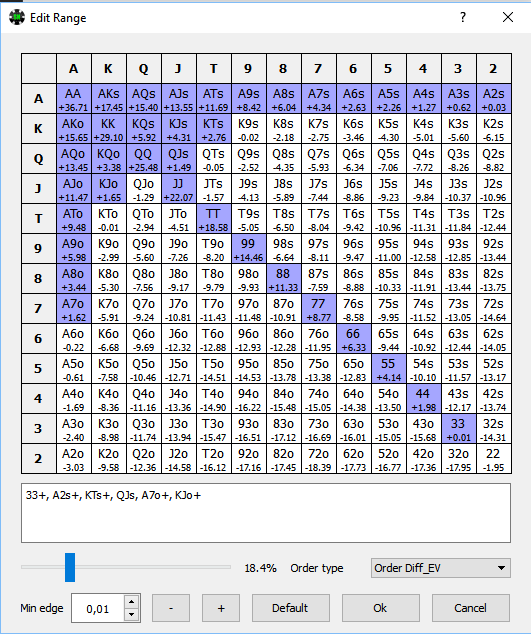 Edit Range
A K Q J T 9 8 7 6 5 4 3 2
A AA AKs AQs AJs ATs A9s A8s A7s A6s A5s A4s A3s A2s
+36.71 +17.45 +15.40 +13.55 +11.69 +8.42 +6.04 +4.34 +2.63 +2.26 +1.27 +0.62 +0.03
K AKo KK KQs KJs KTs K9s K8s K7s K6s K5s K4s K3s K2s
+15.65 +29.10 +5.92 +4.31 +2.76 -0.02 -2.18 -2.75 -3.46 -4.30 -5.01 -5.60 -6.15
Q AQo KQo QQ QJs QTs Q9s Q8s Q7s Q6s Q5s Q4s Q3s Q2s
+13.45 +3.38 +25.48 +1.49 -0.05 -2.52 -4.35 -5.93 -6.34 -7.06 -7.72 -8.26 -8.82
J AJo KJo QJo JJ JTs J9s J8s J7s J6s J5s J4s J3s J2s
+11.47 +1.65 -1.29 +22.07 -1.57 -4.13 -5.89 -7.44 -8.86 -9.23 -9.84 -10.37 -10.96
T ATo KTo QTo JTo TT T9s T8s T7s T6s T5s T4s T3s T2s
+9.48 -0.01 -2.94 -4.51 +18.58 -5.05 -6.50 -8.04 -9.42 -10.96 -11.31 -11.84 -12.44
9 A9o K9o Q9o J9o T9o 99 98s 97s 96s 95s 94s 93s 92s
+5.98 -2.99 -5.60 -7.26 -8.20 +14.46 -6.64 -8.11 -9.47 -11.00 -12.58 -12.85 -13.44
8 A8o K8o Q8o J8o T8o 98o 88 87s 86s 85s 84s 83s 82s
+3.44 -5.30 -7.56 -9.17 -9.79 -9.93 +11.33 -7.59 -8.88 -10.33 -11.91 -13.44 -13.75
7 A7o K7o Q7o J7o T7o 97o 87o 77 76s 75s 74s 73s 72s
+1.62 -5.91 -9.24 -10.81 -11.43 -11.48 -10.91 +8.77 -8.58 -9.95 -11.52 -13.05 -14.64
6 A6o K6o Q6o J6o T6o 96o 86o 76o 66 65s 64s 63s 62s
-0.22 -6.68 -9.69 -12.32 -12.88 -12.93 -12.28 -11.95 +6.33 -9.44 -10.92 -12.44 -14.05
5 A5o K5o Q5o J5o T5o 95o 85o 75o 65o 55 54s 53s 52s
-0.61 -7.58 -10.46 -12.71 -14.51 -14.53 -13.78 -13.38 -12.83 +4.14 -10.10 -11.57 -13.17
4 A4o K4o Q4o J4o T4o 94o 84o 74o 64o 54o 44 43s 42s
-1.69 -8.36 -11.16 -13.36 -14.90 -16.22 -15.48 -15.05 -14.38 -13.50 +1.98 -12.17 -13.74
3 A3o K3o Q3o J3o T3o 93o 83o 73o 63o 53o 43o 33 32s
-2.40 -8.98 -11.74 -13.94 -15.47 -16.51 -17.12 -16.69 -16.01 -15.05 -15.68 +0.01 -14.31
2 A2o K2o Q2o J2o T2o 92o 82o 72o 62o 52o 42o 32o 22
-3.03 -9.58 -12.36 -14.58 -16.12 -17.16 -17.45 -18.39 -17.73 -16.77 -17.36 -17.95 -1.95
33+, A2s+, KTs+, QJs, A7o+, KJo+
18.4% Order type Order Diff_EV
Min edge 0,01 - + Default Ok Cancel